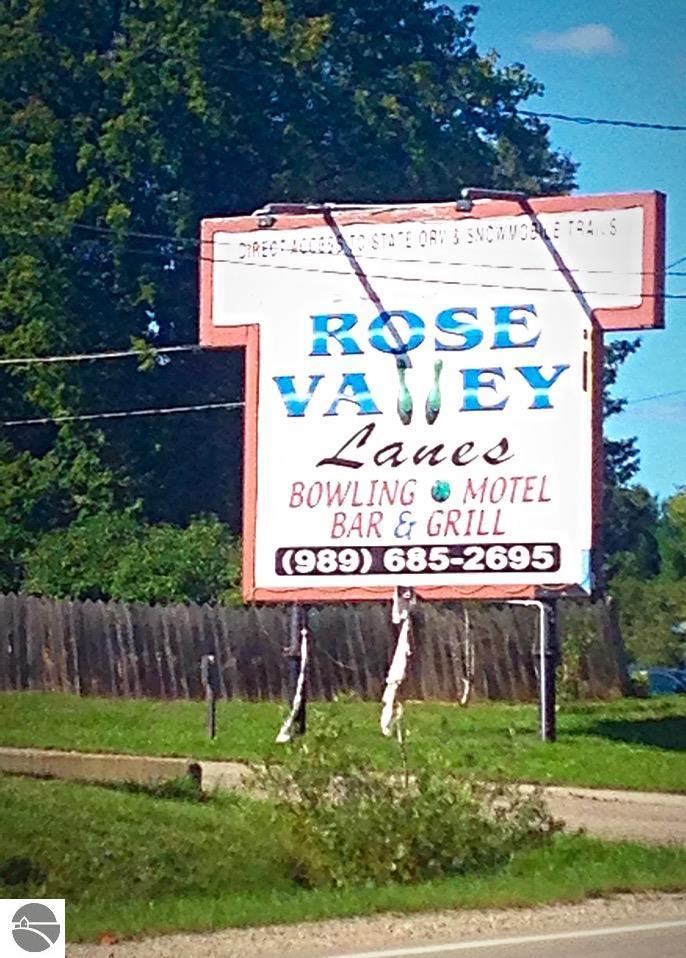 DIRECT ACCESS TO STATE ORV & SNOWMOBILE TRAILS
ROSE
VALLEY
Lanes
BOWLING MOTEL
BAR & GRILL
(989) 685-2695